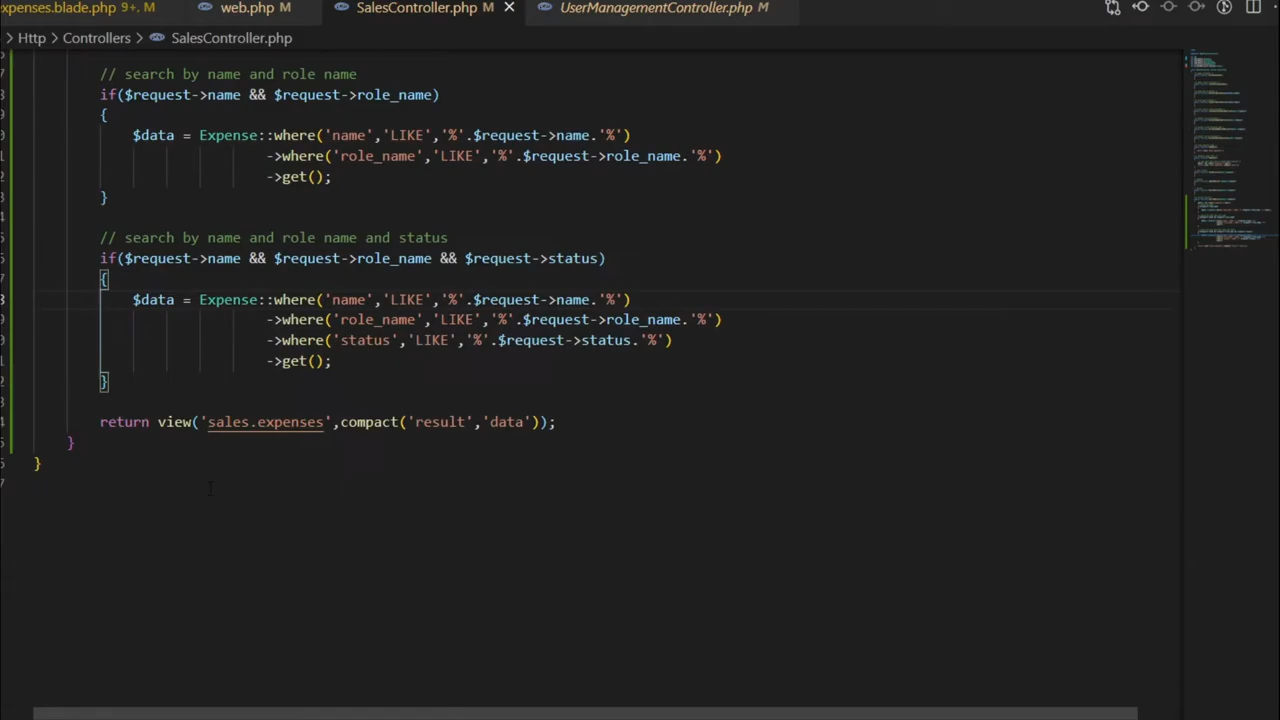 expenses.blade.php 9+, M web.php M SalesController.php M UserManagementController.php M
Http Controllers SalesController.php
// search by name and role name
if($request->name && $request->role_name)
{
$data = Expense::where('name','LIKE','%'.$request->name.'%')
->where('role_name','LIKE','%'.$request->role_name.'%')
->get();
}
// search by name and role name and status
if($request->name && $request->role_name && $request->status)
{
$data = Expense::where('name','LIKE','%'.$request->name.'%')
->where('role_name','LIKE','%'.$request->role_name.'%')
->where('status','LIKE','%'.$request->status.'%')
->get();
}
return view('sales.expenses',compact('result','data'));
}
}